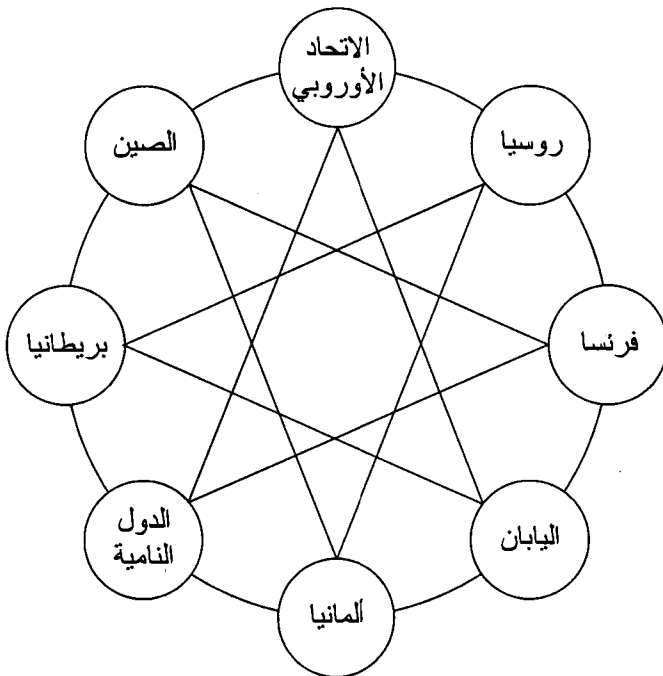 الاتحاد
الأوروبي
روسيا
الصين
فرنسا
بريطانيا
اليابان
الدول
النامية
ألمانيا